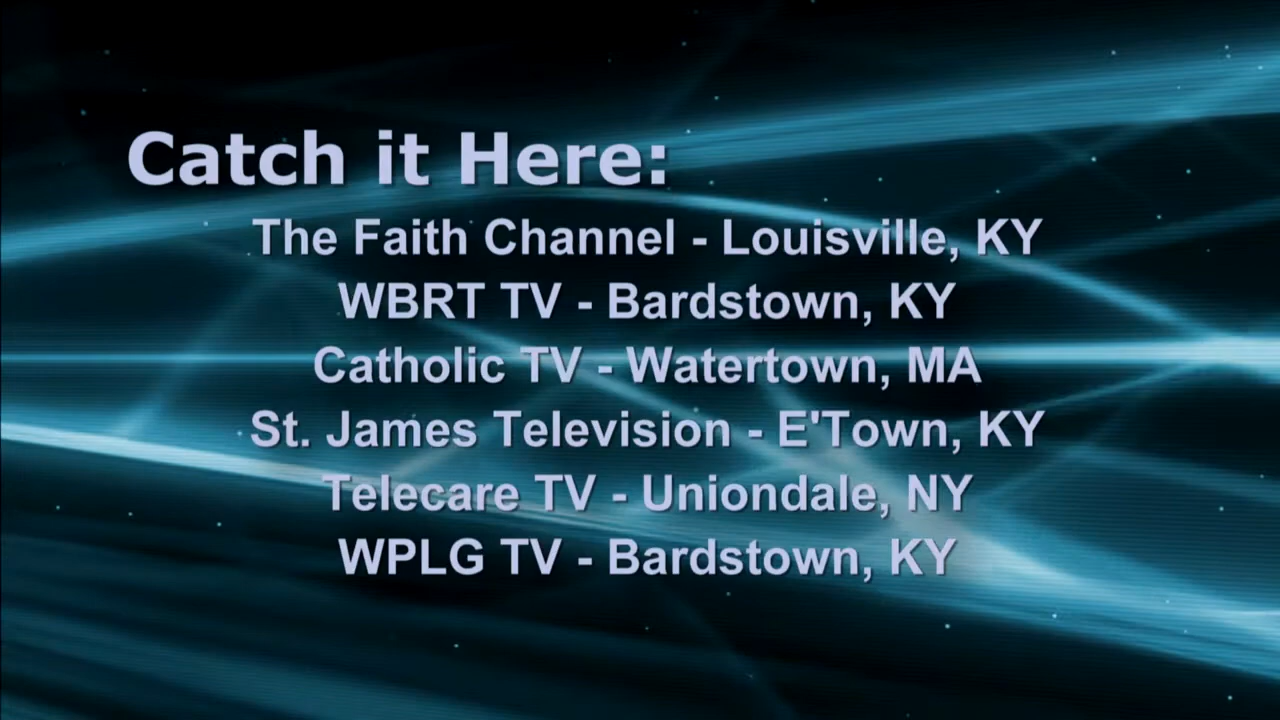 Catch it Here:
The Faith Channel - Louisville, KY
WBRT TV - Bardstown, KY
Catholic TV - Watertown, MA
St. James Television - E'Town, KY
Telecare TV - Uniondale, NY
WPLG TV - Bardstown, KY